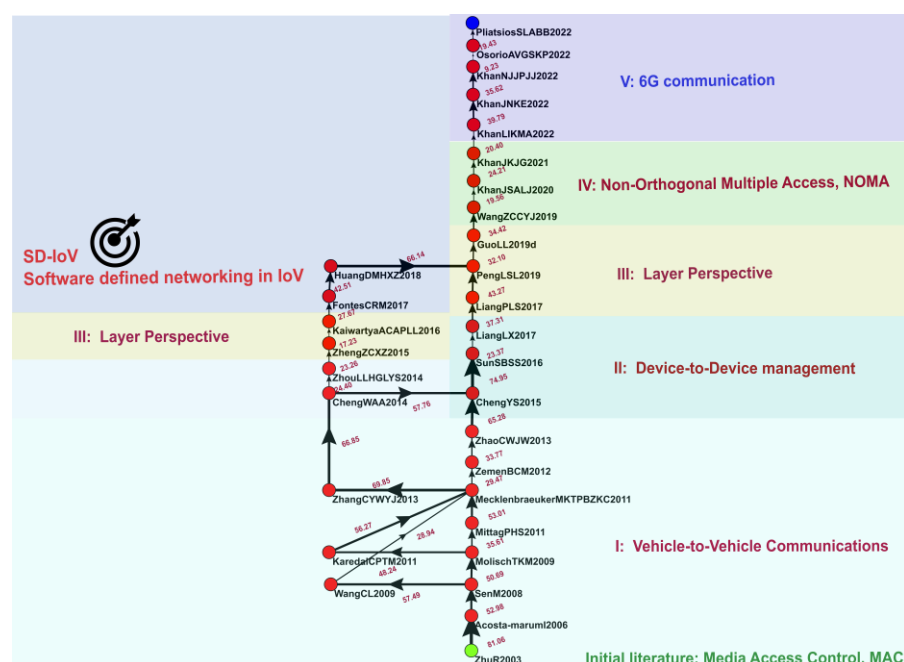 PliatsiosSLABB2022
19.43
OsorioAVGSKP2022
9.23
KhanNJJPJJ2022
V: 6G communication
35.62
KhanJNKE2022
39.79
KhanLIKMA2022
20.40
KhanJKJG2021
24.21
KhanJSALJ2020
IV: Non-Orthogonal Multiple Access, NOMA
19.56
WangZCCYJ2019
34.42
GuoLL2019d
SD-IoV
Software defined networking in IoV
66.14
32.10
HuangDMHXZ2018
PengLSL2019
III: Layer Perspective
42.51
43.27
FontesCRM2017
LiangPLS2017
27.67
37.31
KaiwartyaACAPLL2016
LiangLX2017
III: Layer Perspective
17.23
23.37
ZhengZCXZ2015
SunSBSS2016
II: Device-to-Device management
23.26
74.95
ZhouLLHGLYS2014
24.40
ChengWAA2014
57.76
ChengYS2015
65.28
66.85
ZhaoCWJW2013
33.77
ZemenBCM2012
69.85
29.47
ZhangCYWYJ2013
MecklenbraeukerMKTPBZKC2011
56.27
53.01
28.94
MittagPHS2011
35.61
I: Vehicle-to-Vehicle Communications
KaredalCPTM2011
MolischTKM2009
48.24
50.69
WangCL2009
57.49
SenM2008
52.98
Acosta-marumI2006
81.06
ZhuR2003
Initial literature: Media Access Control, MAC